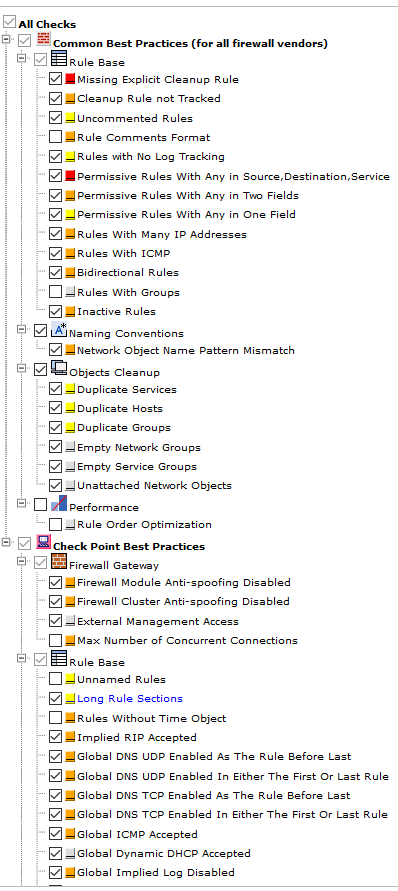 All Checks
Common Best Practices (for all firewall vendors)
Rule Base
Missing Explicit Cleanup Rule
Cleanup Rule not Tracked
Uncommented Rules
Rule Comments Format
Rules with No Log Tracking
Permissive Rules With Any in Source,Destination,Service
Permissive Rules With Any in Two Fields
Permissive Rules With Any in One Field
Rules With Many IP Addresses
Rules With ICMP
Bidirectional Rules
Rules With Groups
Inactive Rules
Naming Conventions
Network Object Name Pattern Mismatch
Objects Cleanup
Duplicate Services
Duplicate Hosts
Duplicate Groups
Empty Network Groups
Empty Service Groups
Unattached Network Objects
Performance
Rule Order Optimization
Check Point Best Practices
Firewall Gateway
Firewall Module Anti-spoofing Disabled
Firewall Cluster Anti-spoofing Disabled
External Management Access
Max Number of Concurrent Connections
Rule Base
Unnamed Rules
Long Rule Sections
Rules Without Time Object
Implied RIP Accepted
Global DNS UDP Enabled As The Rule Before Last
Global DNS UDP Enabled In Either The First Or Last Rule
Global DNS TCP Enabled As The Rule Before Last
Global DNS TCP Enabled In Either The First Or Last Rule
Global ICMP Accepted
Global Dynamic DHCP Accepted
Global Implied Log Disabled